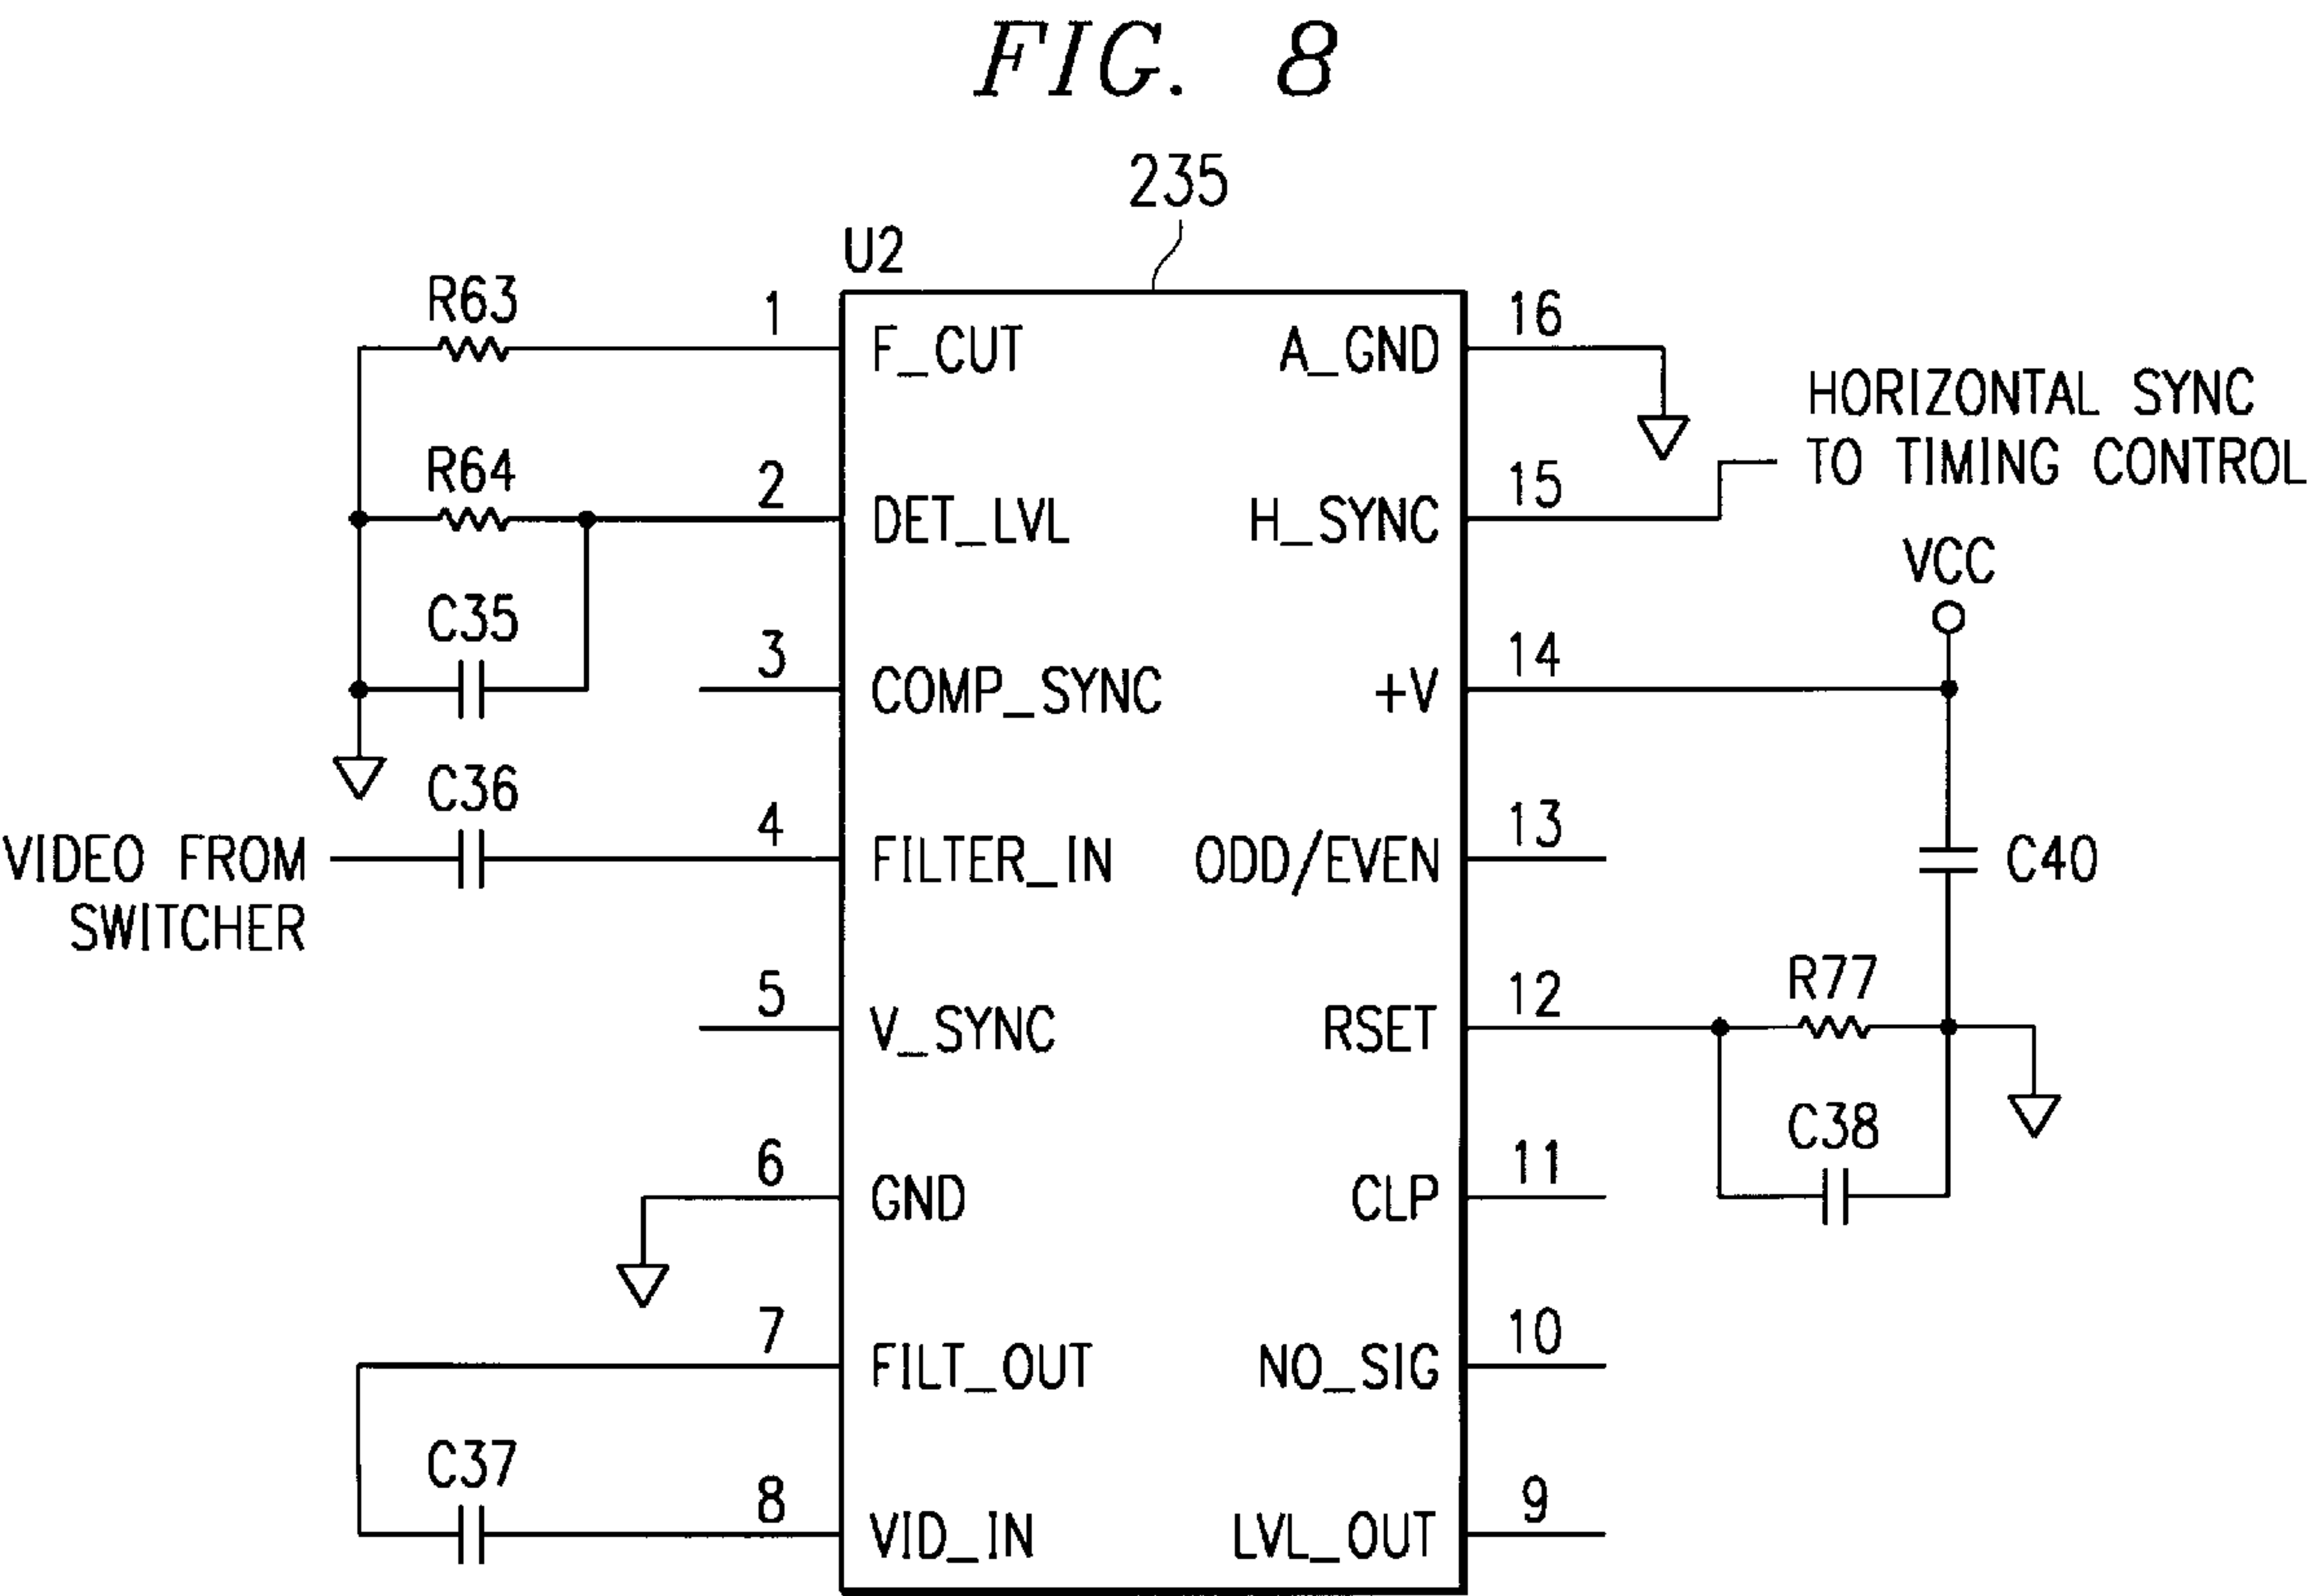 FIG. 8
235
U2
R63
1
F_CUT
A_GND
16
HORIZONTAL SYNC
TO TIMING CONTROL
R64
2
DET_LVL
H_SYNC
15
VCC
C35
3
COMP_SYNC
+V
14
C36
4
FILTER_IN
ODD/EVEN
13
C40
VIDEO FROM
SWITCHER
5
V_SYNC
RSET
12
R77
6
GND
CLP
11
C38
7
FILT_OUT
NO_SIG
10
C37
8
VID_IN
LVL_OUT
9